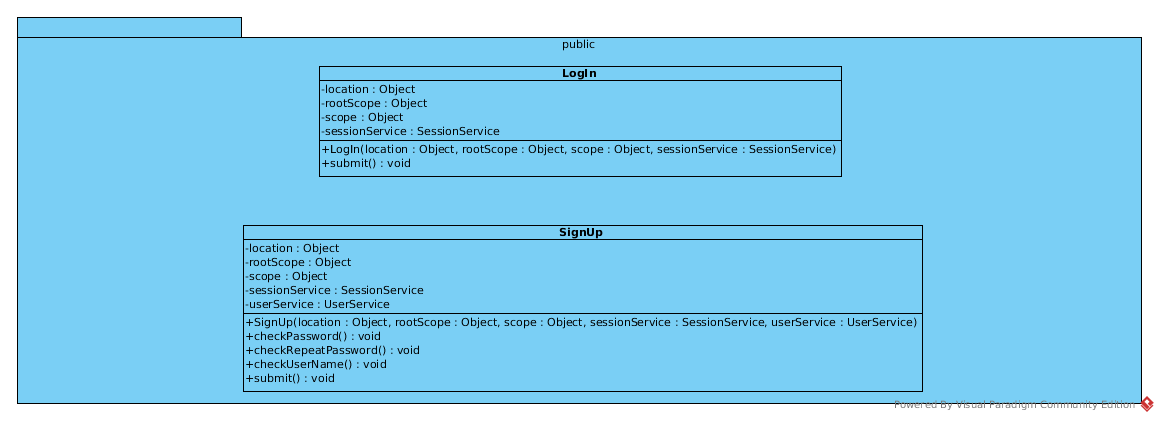 public
LogIn
-location : Object
-rootScope : Object
-scope : Object
-sessionService : SessionService
+LogIn(location : Object, rootScope : Object, scope : Object, sessionService : SessionService)
+submit() : void
SignUp
-location : Object
-rootScope : Object
-scope : Object
-sessionService : SessionService
-userService : UserService
+SignUp(location : Object, rootScope : Object, scope : Object, sessionService : SessionService, userService : UserService)
+checkPassword() : void
+checkRepeatPassword() : void
+checkUserName() : void
+submit() : void
Powered By Visual Paradigm Community Edition